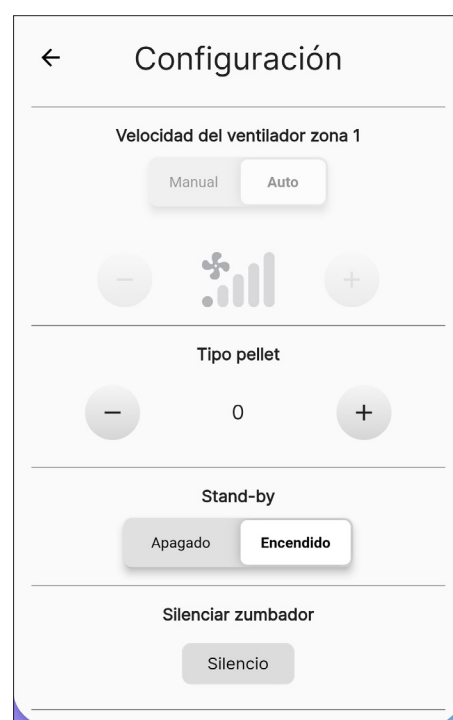 Configuración
Velocidad del ventilador zona 1
Manual Auto
Tipo pellet
− 0 +
Stand-by
Apagado Encendido
Silenciar zumbador
Silencio